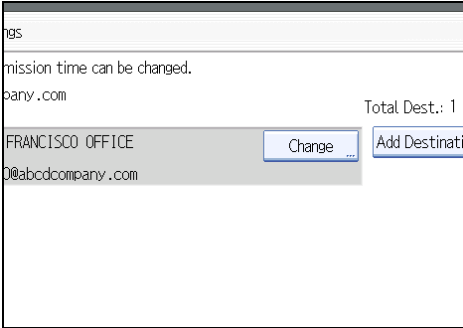 ngs
mission time can be changed.
pany.com
Total Dest.: 1
FRANCISCO OFFICE
Change
Add Destinati
0@abcdcompany.com